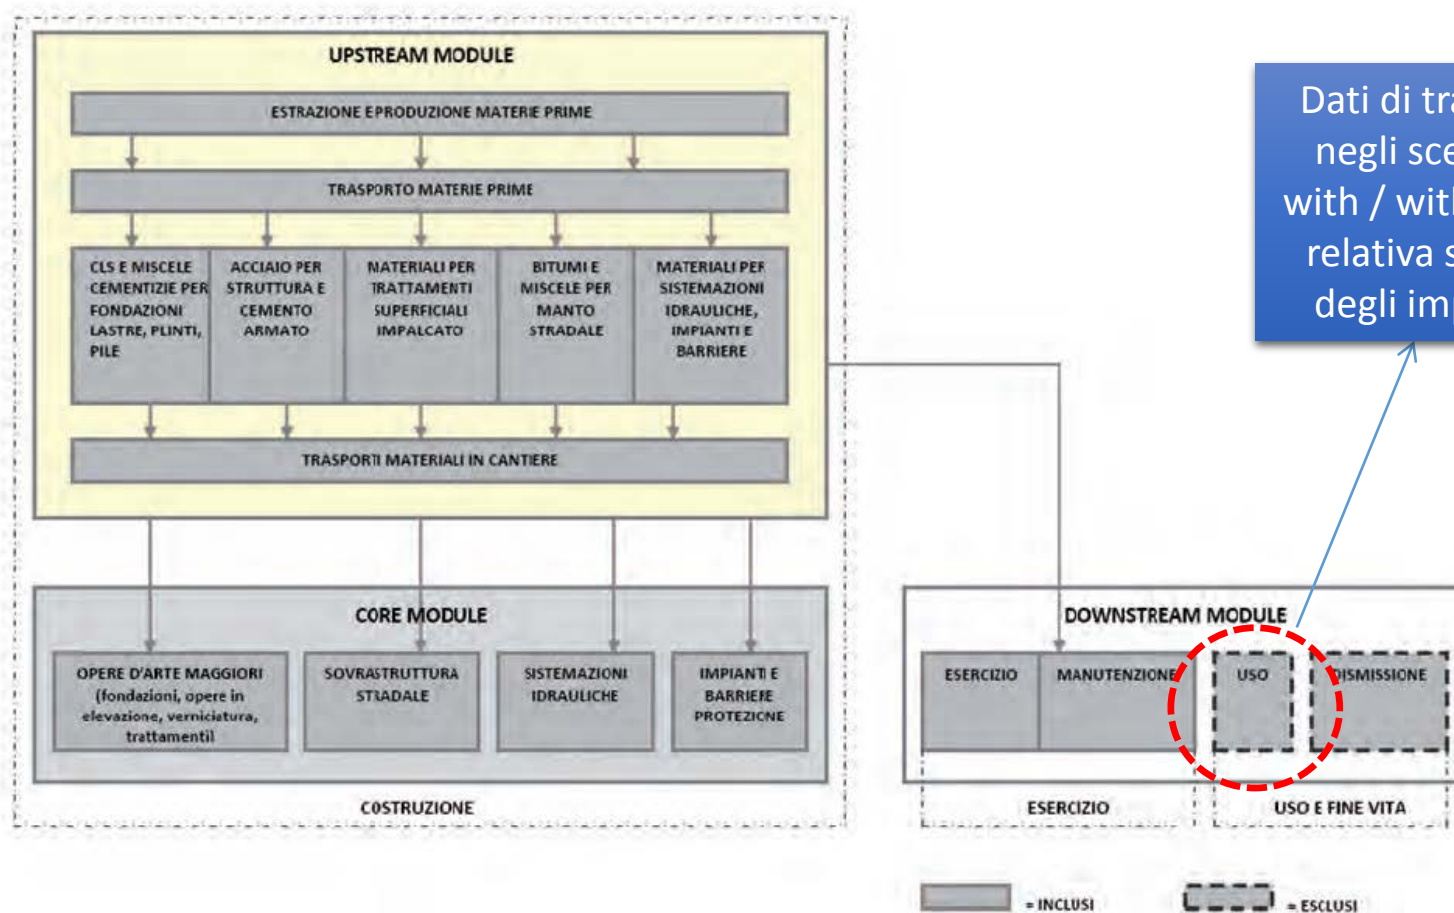 UPSTREAM MODULE
ESTRAZIONE EPRODUZIONE MATERIE PRIME
TRASPORTO MATERIE PRIME
CLS E MISCELE
CEMENTIZIE PER
FONDAZIONI
LASTRE, PLINTI,
PILE
ACCIAIO PER
STRUTTURA E
CEMENTO
ARMATO
MATERIALI PER
TRATTAMENTI
SUPERFICIALI
IMPALCATO
BITUMI E
MISCELE PER
MANTO
STRADALE
MATERIALI PER
SISTEMAZIONI
IDRAULICHE,
IMPIANTI E
BARRIERE
TRASPORTI MATERIALI IN CANTIERE
CORE MODULE
OPERE D'ARTE MAGGIORI
(fondazioni, opere in
elevazione, verniciatura,
trattamenti)
SOVRASTRUTTURA
STRADALE
SISTEMAZIONI
IDRAULICHE
IMPIANTI E
BARRIERE
PROTEZIONE
COSTRUZIONE
Dati di
negli
with /
relativa
degli
DOWNSTREAM MODULE
ESERCIZIO
MANUTENZIONE
USO
DISMISSIONE
ESERCIZIO
USO E FINE VITA
= INCLUSI
= ESCLUSI